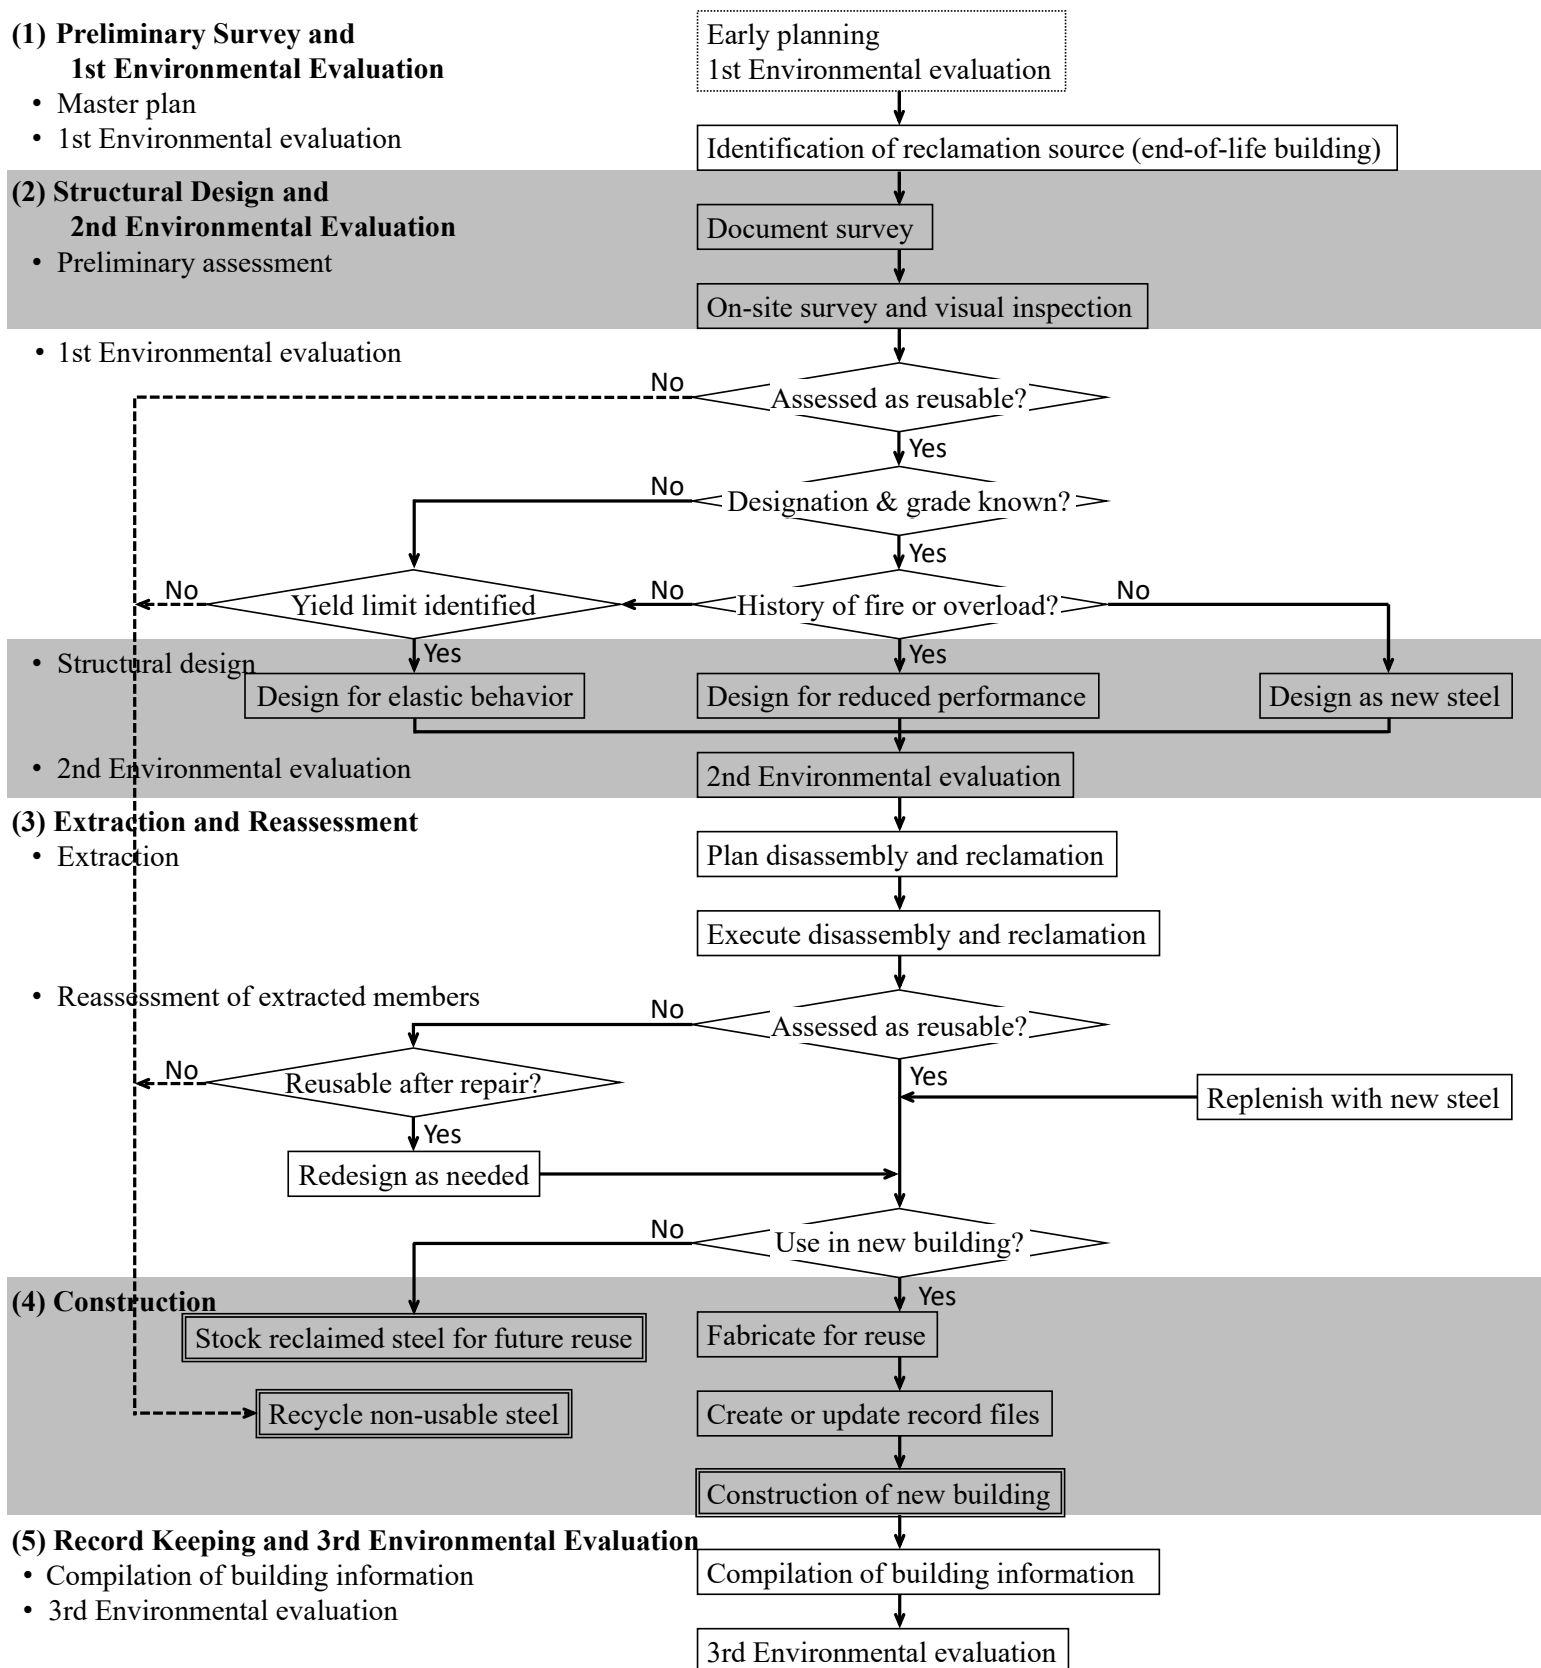 (1) Preliminary Survey and
1st Environmental Evaluation
• Master plan
• 1st Environmental evaluation
Early planning
1st Environmental evaluation
Identification of reclamation source (end-of-life building)
(2) Structural Design and
2nd Environmental Evaluation
• Preliminary assessment
Document survey
On-site survey and visual inspection
• 1st Environmental evaluation
No
Assessed as reusable?
Yes
No
Designation & grade known?
Yes
No
Yield limit identified
No
History of fire or overload?
No
• Structural design
Yes
Yes
Design for elastic behavior
Design for reduced performance
Design as new steel
• 2nd Environmental evaluation
2nd Environmental evaluation
(3) Extraction and Reassessment
• Extraction
Plan disassembly and reclamation
Execute disassembly and reclamation
• Reassessment of extracted members
No
Assessed as reusable?
No
Reusable after repair?
Yes
Replenish with new steel
Yes
Redesign as needed
No
Use in new building?
Yes
(4) Construction
Stock reclaimed steel for future reuse
Fabricate for reuse
Recycle non-usable steel
Create or update record files
Construction of new building
(5) Record Keeping and 3rd Environmental Evaluation
• Compilation of building information
• 3rd Environmental evaluation
Compilation of building information
3rd Environmental evaluation